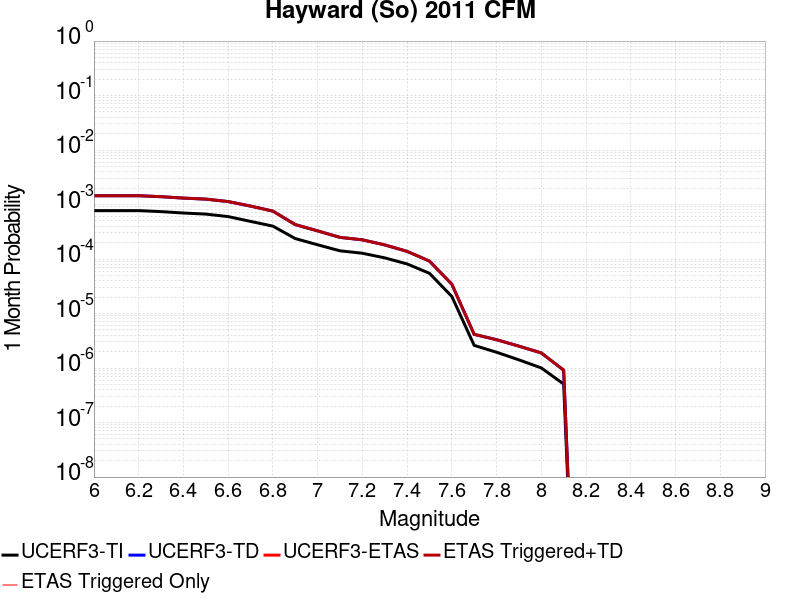 Hayward (So) 2011 CFM
10^0
10^-1
10^-2
10^-3
10^-4
10^-5
10^-6
10^-7
10^-8
1 Month Probability
6 6.2 6.4 6.6 6.8 7 7.2 7.4 7.6 7.8 8 8.2 8.4 8.6 8.8 9
Magnitude
UCERF3-TI UCERF3-TD UCERF3-ETAS ETAS Triggered+TD
ETAS Triggered Only